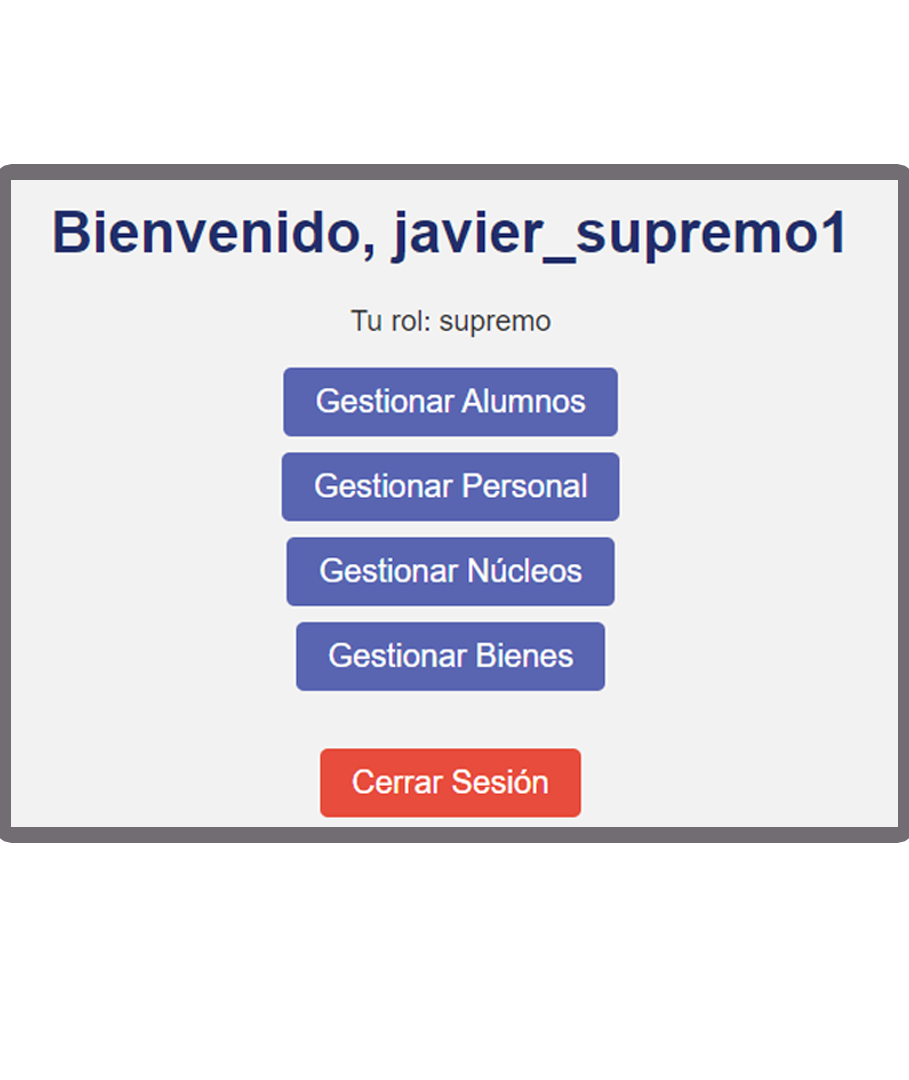 Bienvenido, javier_supremo1
Tu rol: supremo
Gestionar Alumnos
Gestionar Personal
Gestionar Núcleos
Gestionar Bienes
Cerrar Sesión